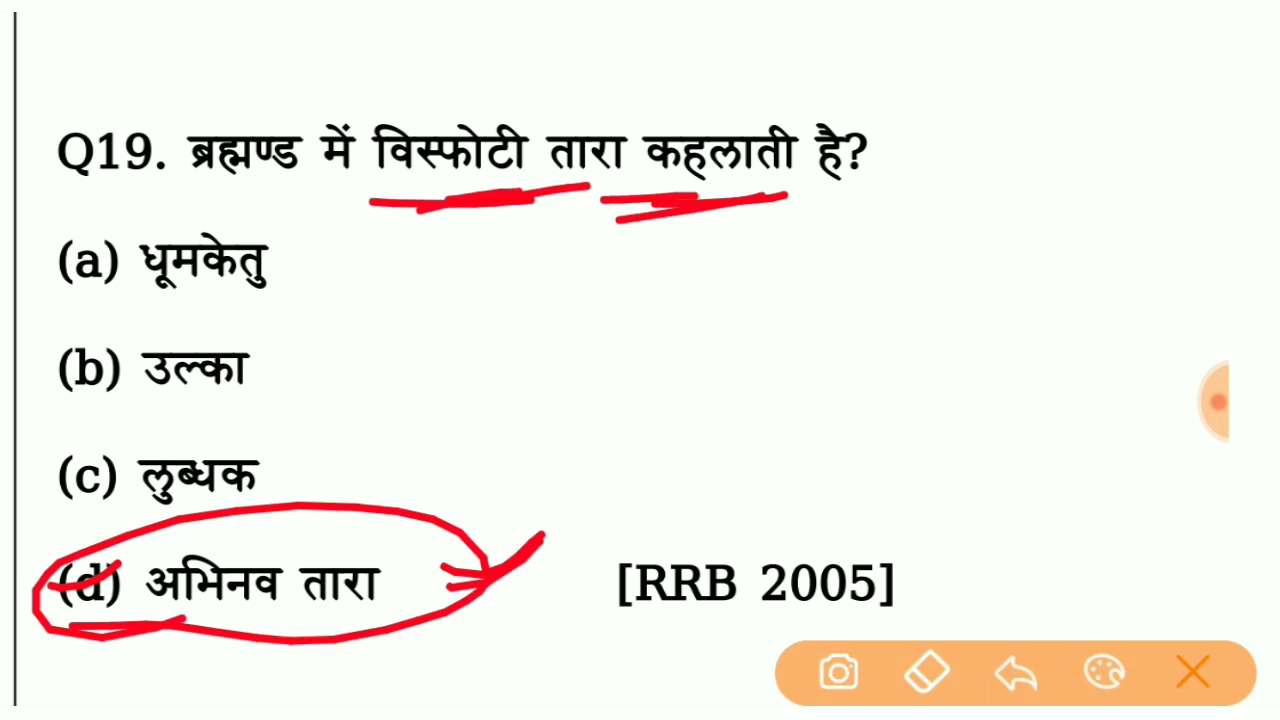 Q19. ब्रह्मण्ड में विस्फोटी तारा कहलाती है?
(a) धूमकेतु
(b) उल्का
(c) लुब्धक
(d) अभिनव तारा [RRB 2005]